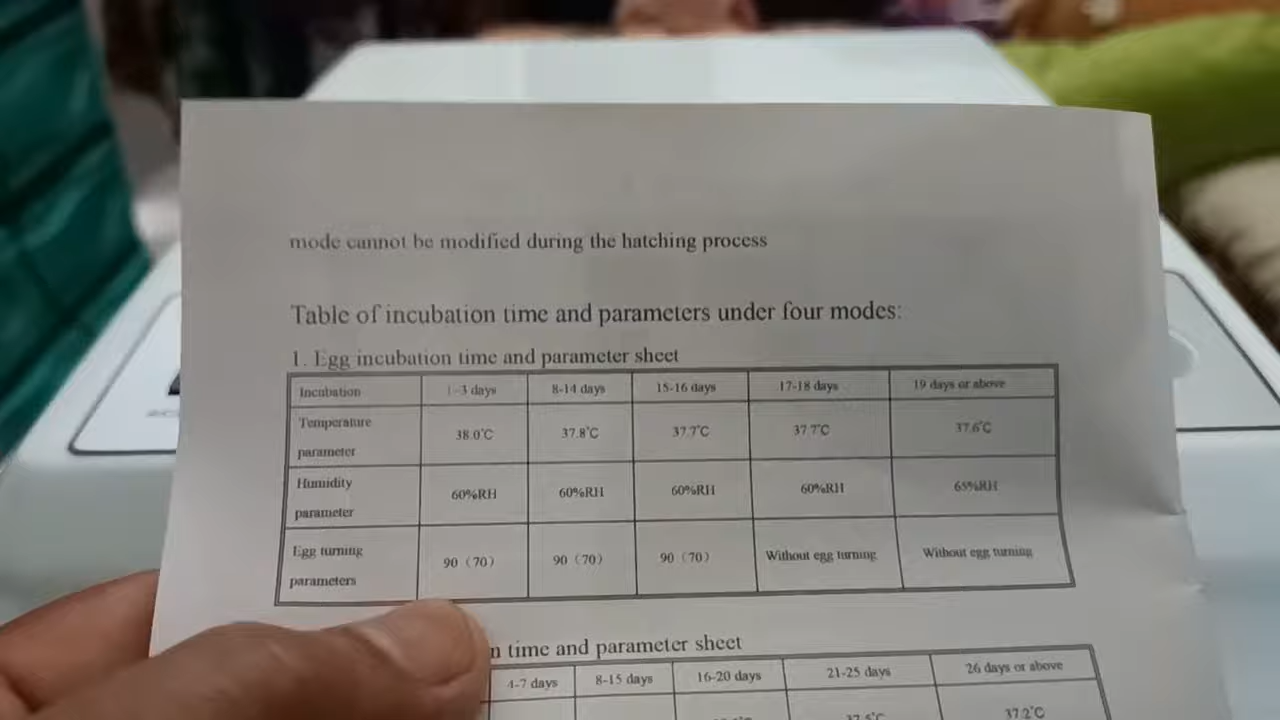 mode cannot be modified during the hatching process
Table of incubation time and parameters under four modes:
1. Egg incubation time and parameter sheet
Incubation 1-3 days 8-14 days 15-16 days 17-18 days 19 days or above
Temperature parameter 38.0℃ 37.8℃ 37.7℃ 37.7℃ 37.6℃
Humidity parameter 60%RH 60%RH 60%RH 60%RH 65%RH
Egg turning parameters 90（70） 90（70） 90（70） Without egg turning Without egg turning
n time and parameter sheet
4-7 days 8-15 days 16-20 days 21-25 days 26 days or above
37.5℃ 37.2℃